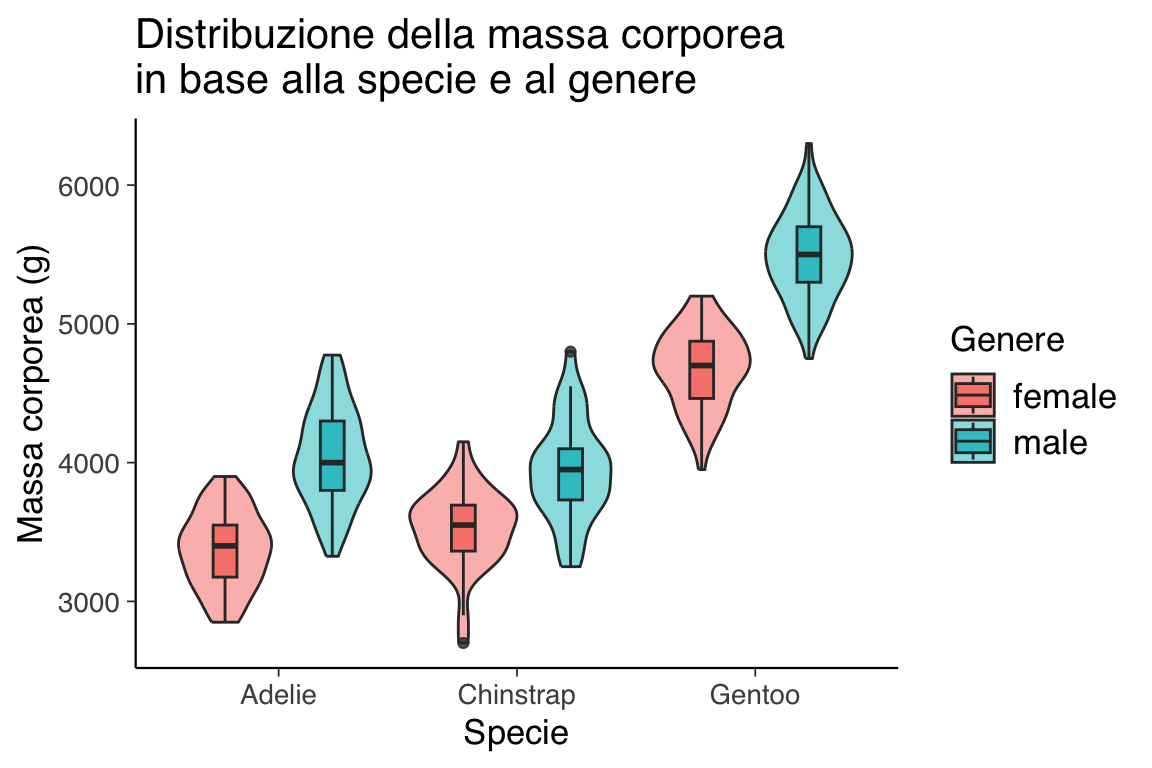 Distribuzione della massa corporea
in base alla specie e al genere
Massa corporea (g)
6000
5000
4000
3000
Adelie Chinstrap Gentoo
Specie
Genere
female
male